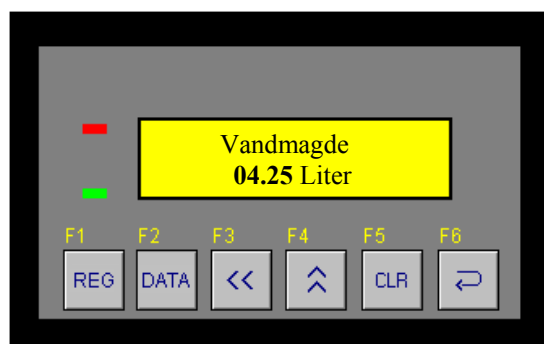 Vandmagde
04.25 Liter
F1 F2 F3 F4 F5 F6
REG DATA << CLR